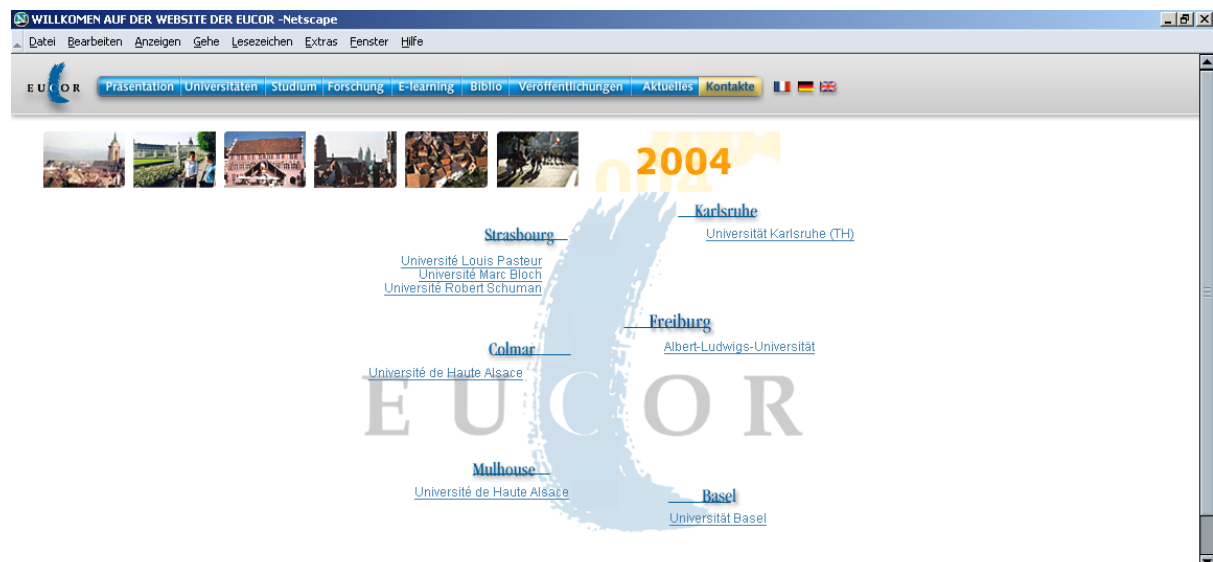 WILLKOMEN AUF DER WEBSITE DER EUCOR -Netscape
Datei Bearbeiten Anzeigen Gehe Lesezeichen Extras Fenster Hilfe
EUCOR Präsentation Universitäten Studium Forschung E-learning Biblio Veröffentlichungen Aktuelles Kontakte
2004
004
Karlsruhe
Universität Karlsruhe (TH)
Strasbourg
Université Louis Pasteur
Université Marc Bloch
Université Robert Schuman
Freiburg
Albert-Ludwigs-Universität
Colmar
Université de Haute Alsace
EUCOR
Mulhouse
Université de Haute Alsace
Basel
Universität Basel